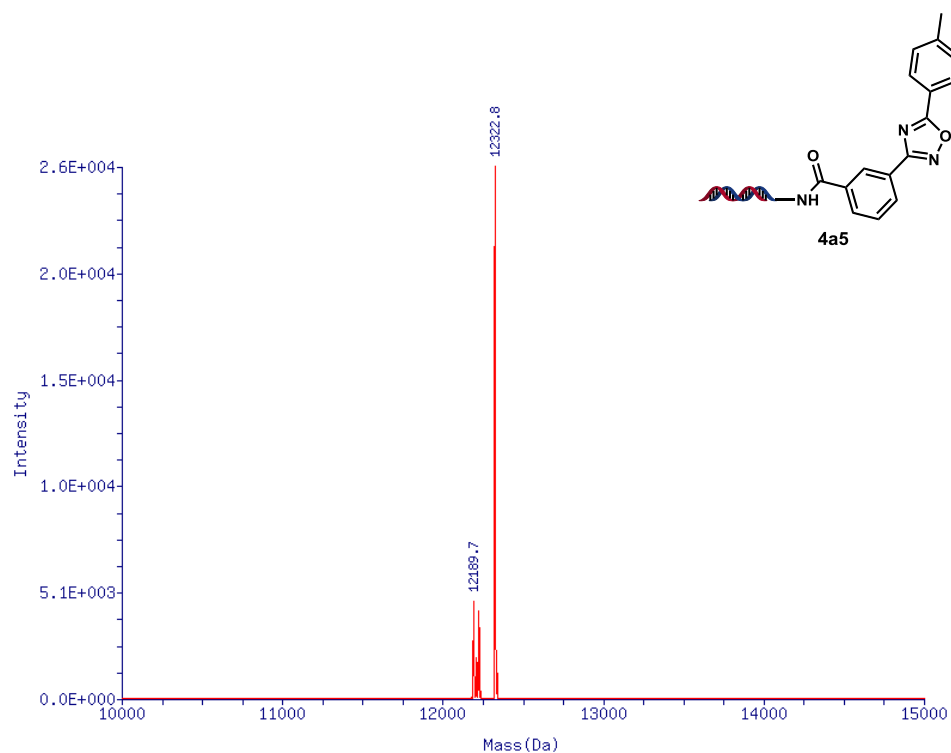 12322.8
2.6E+004
2.0E+004
1.5E+004
1.0E+004
5.1E+003
0.0E+000
12189.7
Intensity
10000
11000
12000
13000
14000
15000
Mass(Da)
N
O
N
O
NH
4a5